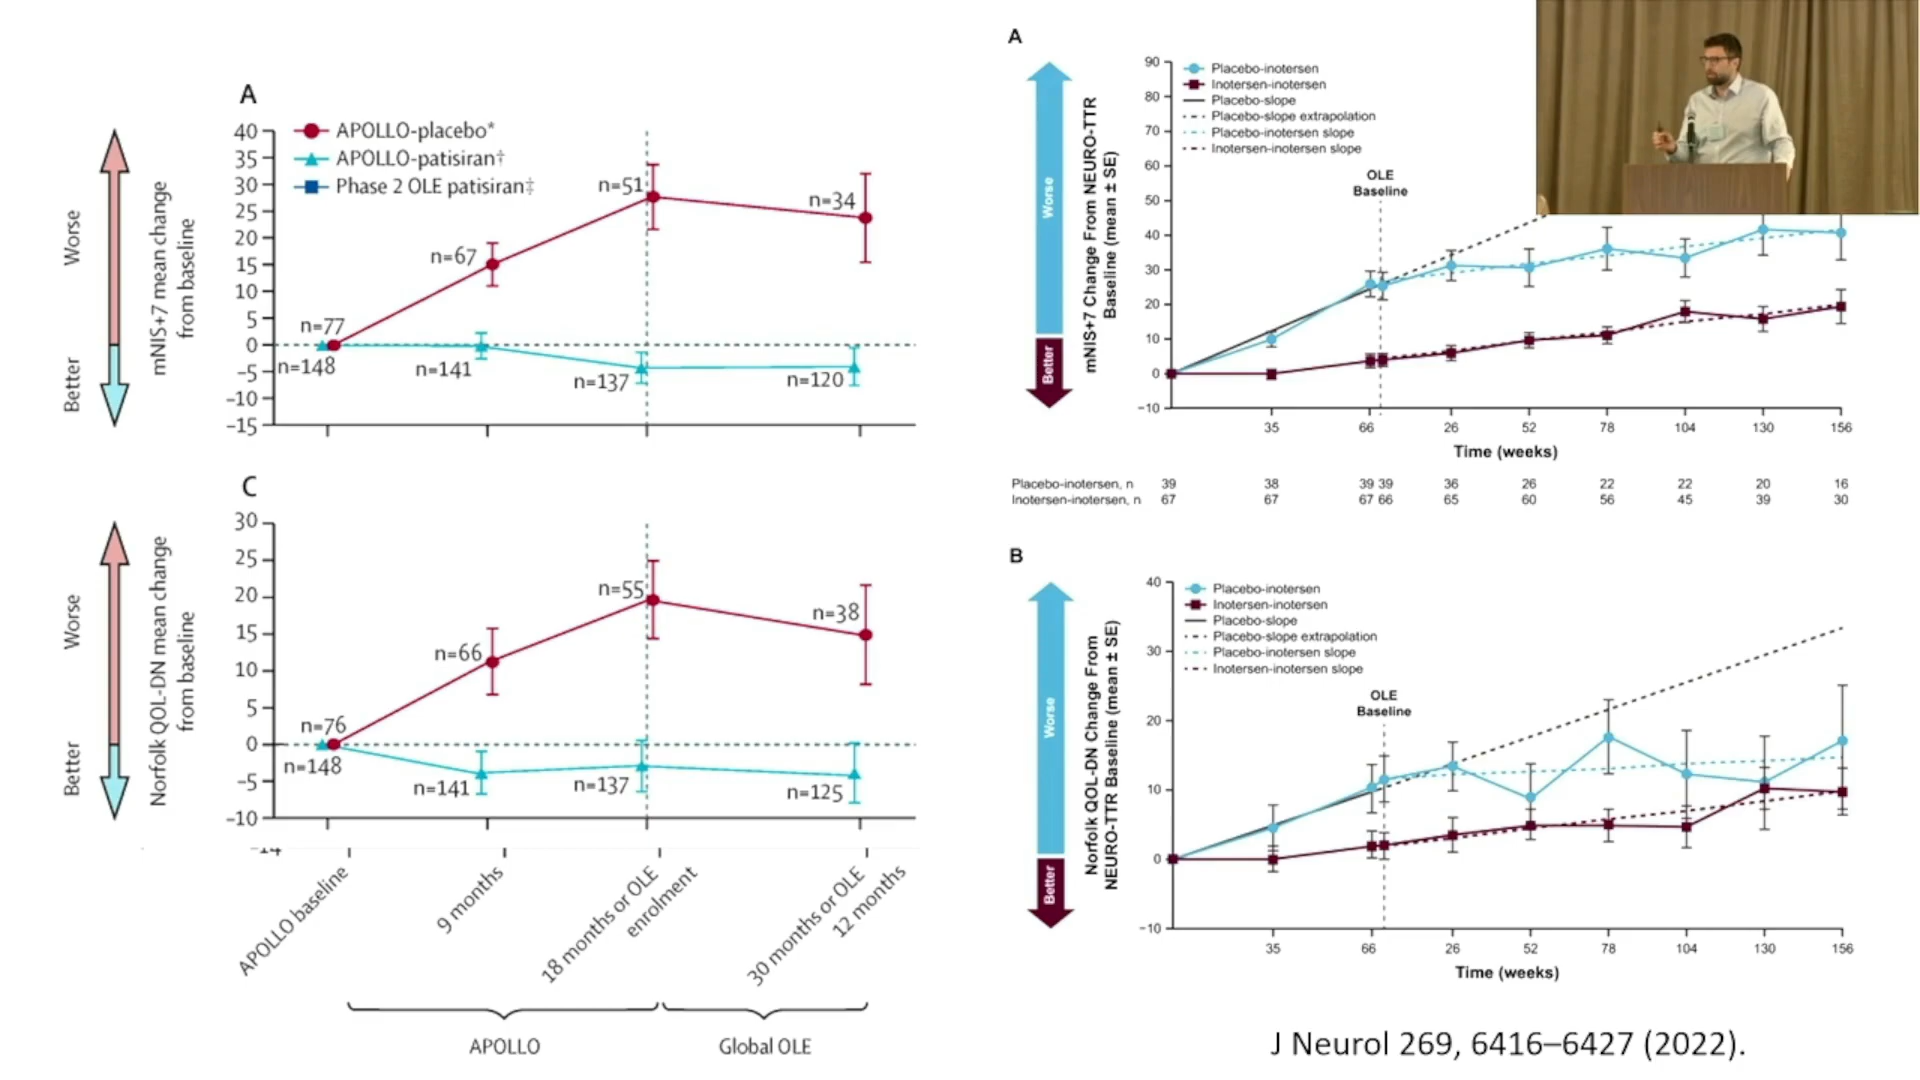 A
40
35
30
25
20
15
10
5
0
−5
−10
−15
Worse
Better
mNIS+7 mean change
from baseline
APOLLO-placebo*
APOLLO-patisiran†
Phase 2 OLE patisiran‡
n=77
n=148
n=67
n=141
n=51
n=137
n=34
n=120
C
30
25
20
15
10
5
0
−5
−10
−14
Worse
Better
Norfolk QOL-DN mean change
from baseline
n=76
n=148
n=66
n=141
n=55
n=137
n=38
n=125
APOLLO baseline
9 months
18 months or OLE
enrolment
30 months or OLE
12 months
APOLLO
Global OLE
A
Worse
Better
mNIS+7 Change From NEURO-TTR
Baseline (mean ± SE)
90
80
70
60
50
40
30
20
10
0
−10
Placebo-inotersen
Inotersen-inotersen
Placebo-slope
Placebo-slope extrapolation
Placebo-inotersen slope
Inotersen-inotersen slope
OLE
Baseline
35 66 26 52 78 104 130 156
Time (weeks)
Placebo-inotersen, n 39 38 39 39 36 26 22 22 20 16
Inotersen-inotersen, n 67 67 67 66 65 60 56 45 39 30
B
Worse
Better
Norfolk QOL-DN Change From
NEURO-TTR Baseline (mean ± SE)
40
30
20
10
0
−10
Placebo-inotersen
Inotersen-inotersen
Placebo-slope
Placebo-slope extrapolation
Placebo-inotersen slope
Inotersen-inotersen slope
OLE
Baseline
35 66 26 52 78 104 130 156
Time (weeks)
J Neurol 269, 6416–6427 (2022).